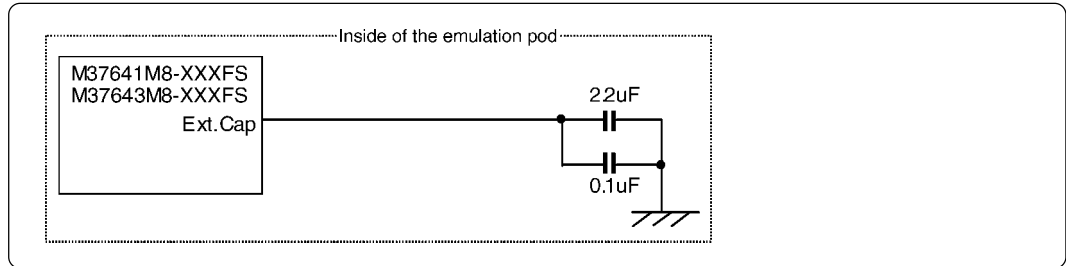 Inside of the emulation pod
M37641M8-XXXFS
M37643M8-XXXFS
Ext.Cap
2.2uF
0.1uF